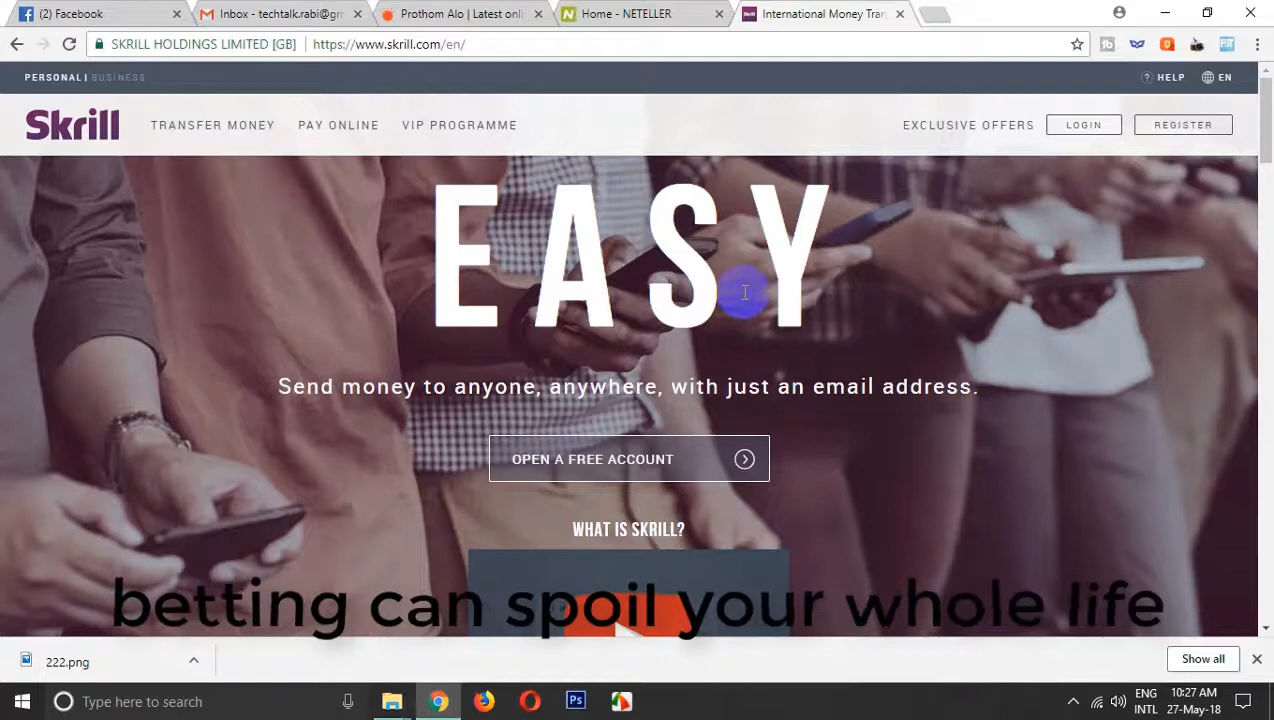 (2) Facebook
Inbox - techtalk.rabi@gm
Prothom Alo | Latest onli
Home - NETELLER
International Money Tran
SKRILL HOLDINGS LIMITED [GB]
https://www.skrill.com/en/
PERSONAL | BUSINESS
HELP
EN
Skrill
TRANSFER MONEY
PAY ONLINE
VIP PROGRAMME
EXCLUSIVE OFFERS
LOGIN
REGISTER
EASY
Send money to anyone, anywhere, with just an email address.
OPEN A FREE ACCOUNT
WHAT IS SKRILL?
betting can spoil your whole life
222.png
Show all
Type here to search
Ps
ENG
INTL
10:27 AM
27-May-18